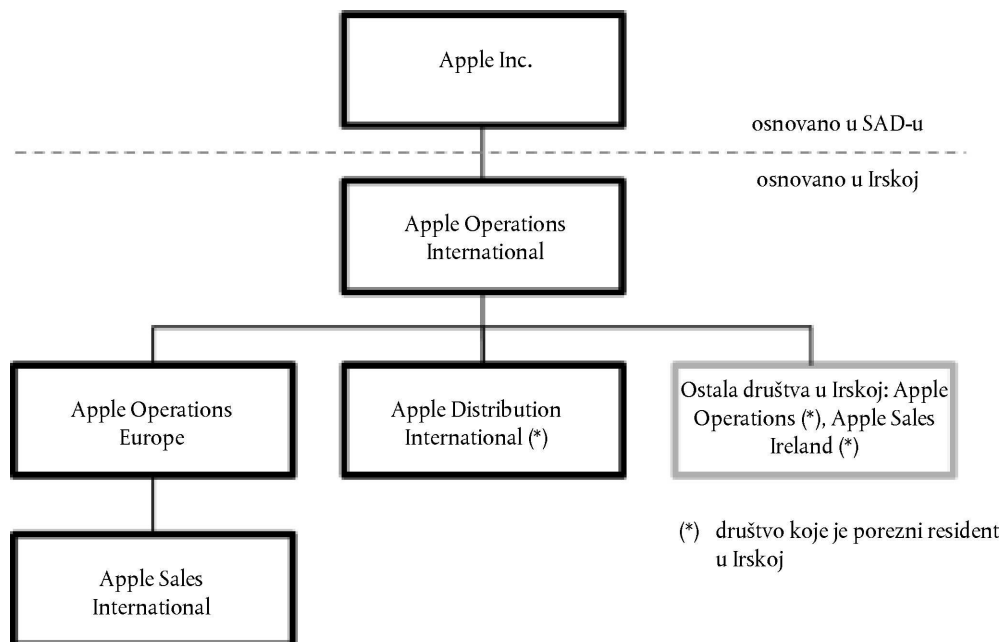 Apple Inc.
osnovano u SAD-u
osnovano u Irskoj
Apple Operations
International
Apple Operations
Europe
Apple Distribution
International (*)
Ostala društva u Irskoj: Apple
Operations (*), Apple Sales
Ireland (*)
Apple Sales
International
(*) društvo koje je porezni resident
u Irskoj